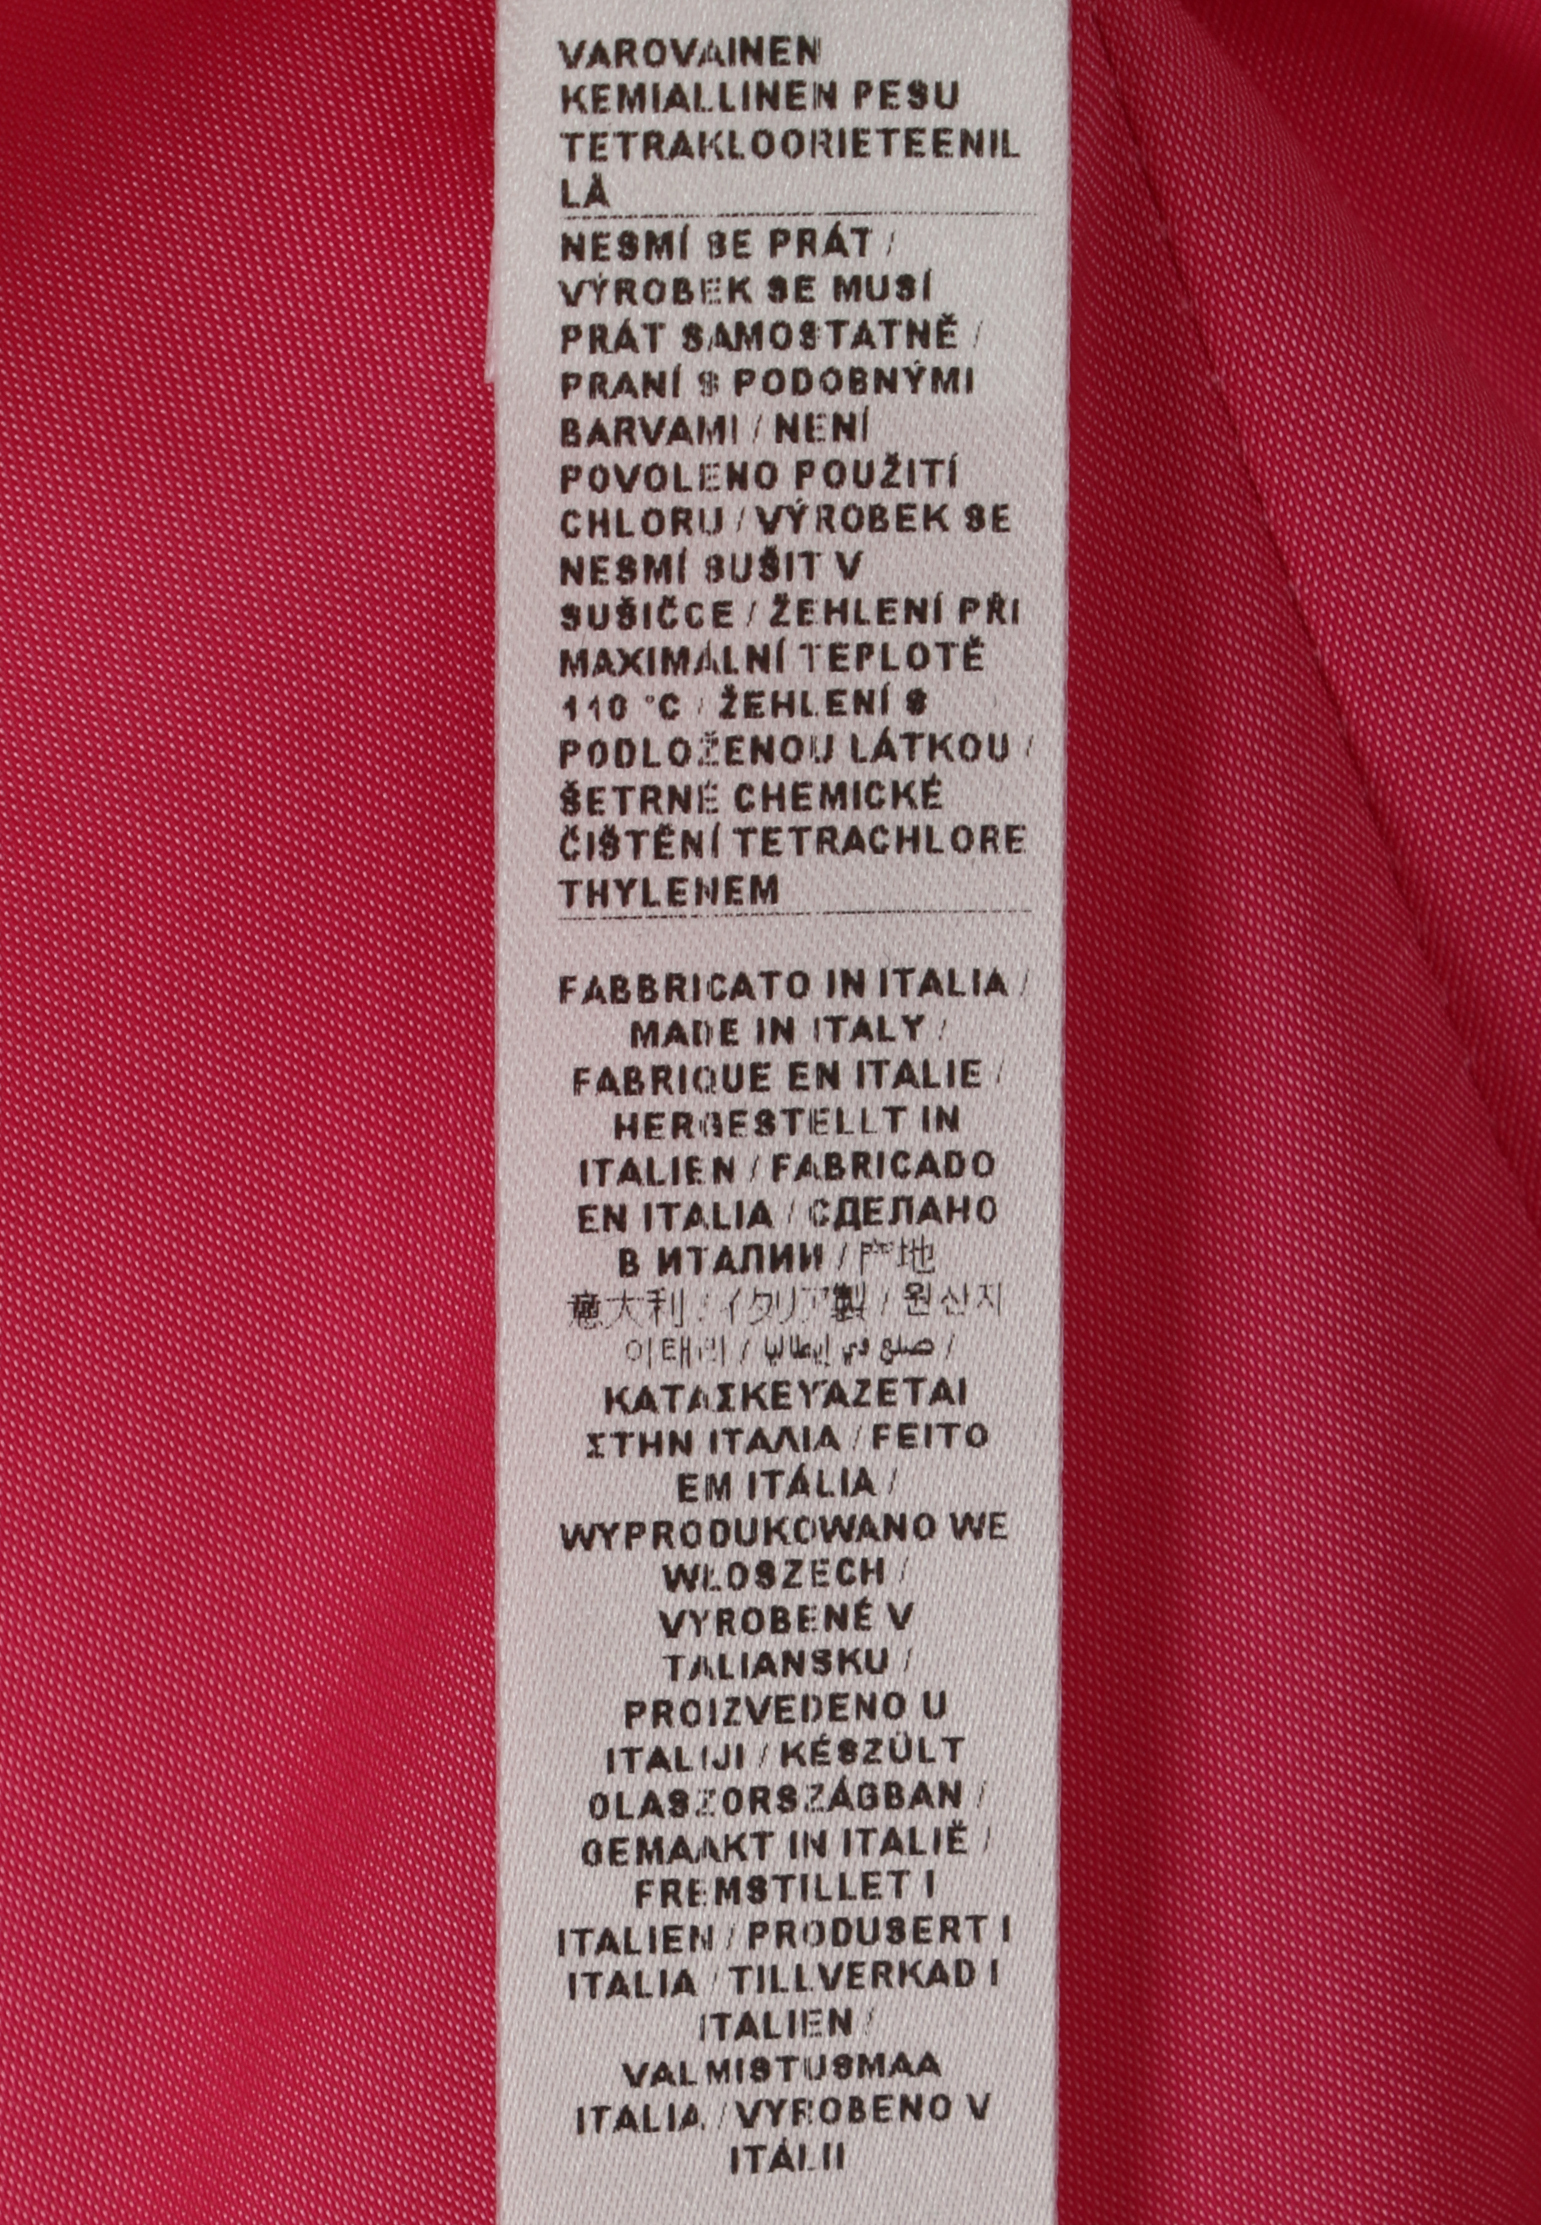 VAROVAINEN
KEMIALLINEN PESU
TETRAKLOORIETEENIL
LÅ
NESMÍ SE PRÁT /
VÝROBEK SE MUSÍ
PRÁT SAMOSTATNĚ /
PRANÍ S PODOBNÝMI
BARVAMI / NENÍ
POVOLENO POUŽITÍ
CHLORU / VÝROBEK SE
NESMÍ SUŠIT V
SUŠIČCE / ŽEHLENÍ PŘI
MAXIMÁLNÍ TEPLOTĚ
110 °C / ŽEHLENÍ S
PODLOŽENOU LÁTKOU /
ŠETRNÉ CHEMICKÉ
ČIŠTĚNÍ TETRACHLORE
THYLENEM
FABBRICATO IN ITALIA /
MADE IN ITALY /
FABRIQUE EN ITALIE /
HERGESTELLT IN
ITALIEN / FABRICADO
EN ITALIA / СДЕЛАНО
В ИТАЛИИ / 产地
意大利 / イタリア製 / 원산지
이태리 / صنع في إيطاليا /
ΚΑΤΑΣΚΕΥΆΖΕΤΑΙ
ΣΤΗΝ ΙΤΑΛΙΑ / FEITO
EM ITÁLIA /
WYPRODUKOWANO WE
WŁOSZECH /
VYROBENÉ V
TALIANSKU /
PROIZVEDENO U
ITALIJI / KÉSZÜLT
OLASZORSZÁGBAN /
GEMAAKT IN ITALIË /
FREMSTILLET I
ITALIEN / PRODUSERT I
ITALIA / TILLVERKAD I
ITALIEN /
VALMISTUSMAA
ITALIA / VYROBENO V
ITÁLII